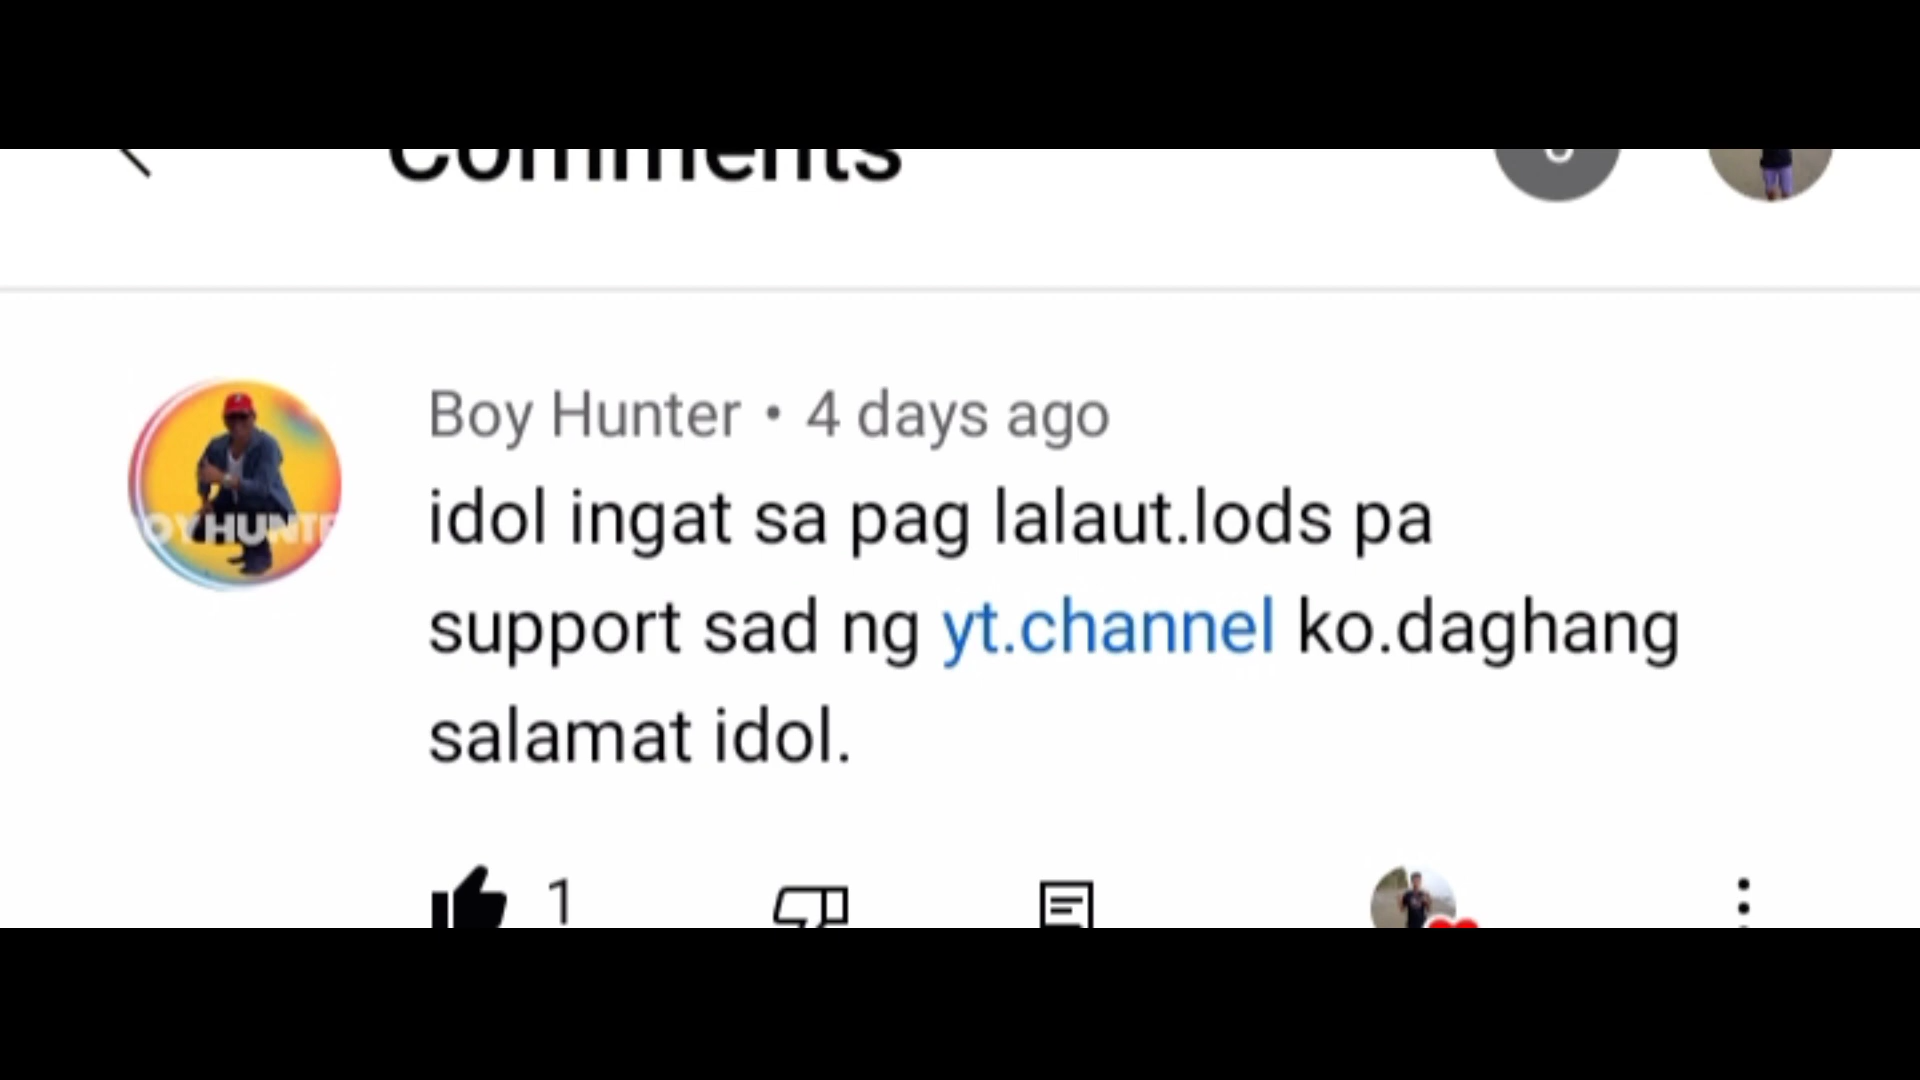 Comments
Boy Hunter • 4 days ago
OYHUNTE
idol ingat sa pag lalaut.lods pa
support sad ng yt.channel ko.daghang
salamat idol.
1